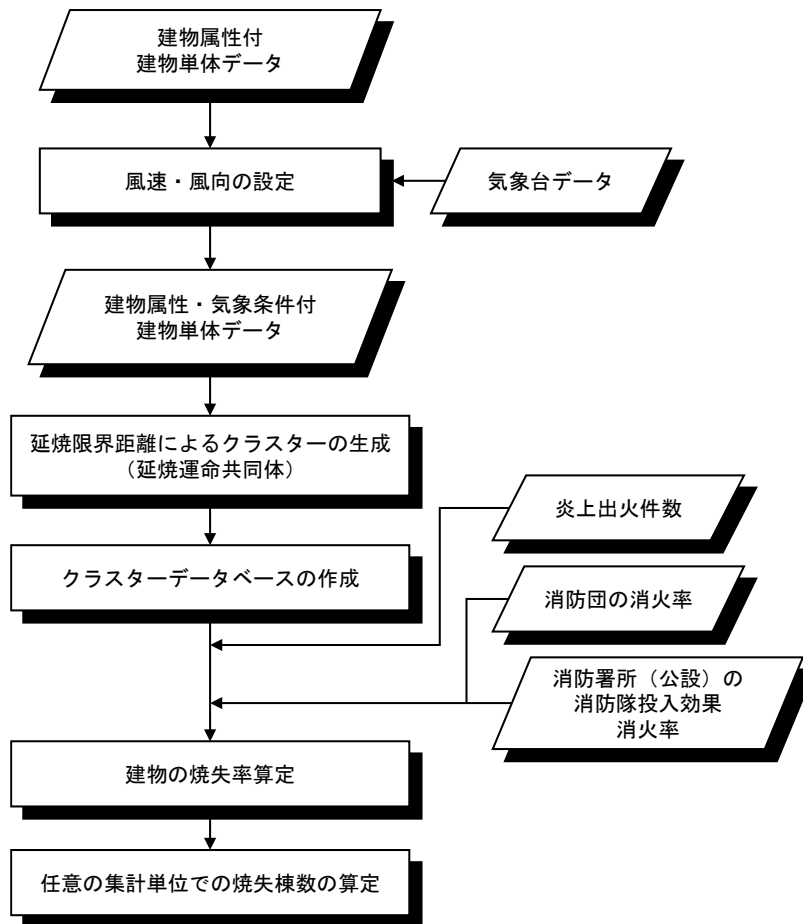 建物属性付
建物単体データ
風速・風向の設定
気象台データ
建物属性・気象条件付
建物単体データ
延焼限界距離によるクラスターの生成
（延焼運命共同体）
炎上出火件数
クラスターデータベースの作成
消防団の消火率
消防署所（公設）の
消防隊投入効果
消火率
建物の焼失率算定
任意の集計単位での焼失棟数の算定